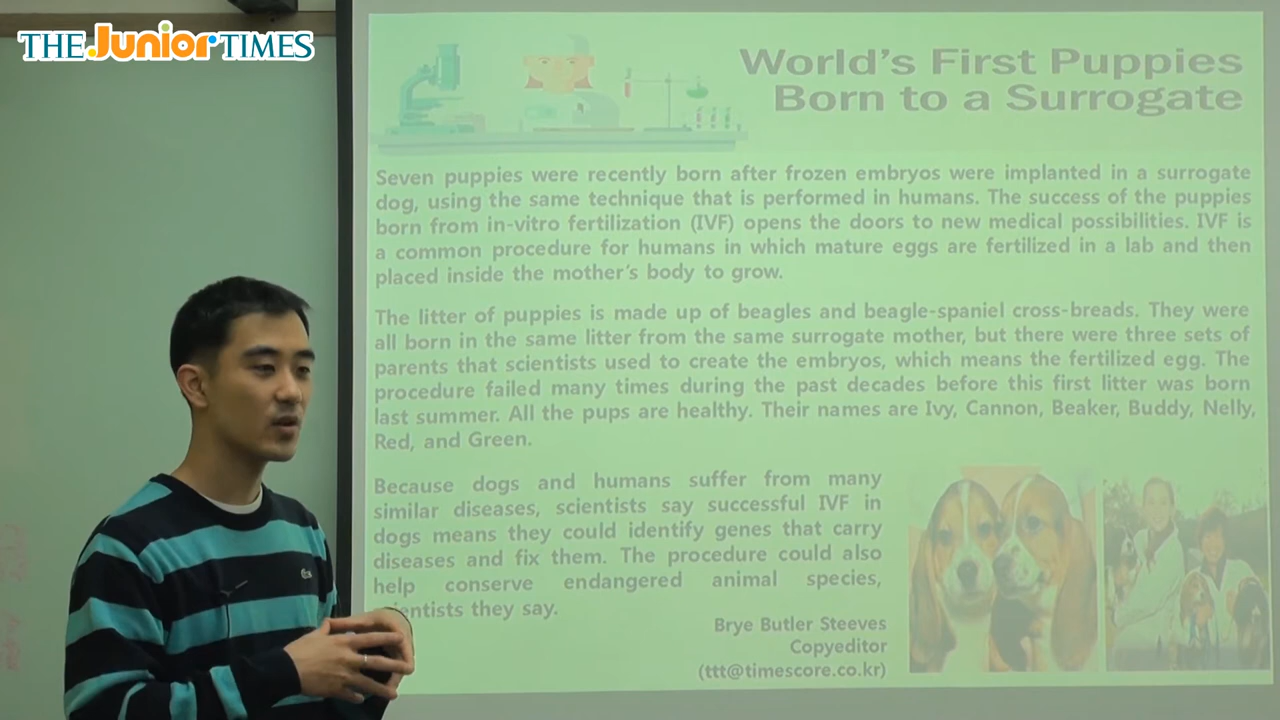 THE Junior TIMES
World's First Puppies
Born to a Surrogate
Seven puppies were recently born after frozen embryos were implanted in a surrogate
dog, using the same technique that is performed in humans. The success of the puppies
born from in-vitro fertilization (IVF) opens the doors to new medical possibilities. IVF is
a common procedure for humans in which mature eggs are fertilized in a lab and then
placed inside the mother's body to grow.
The litter of puppies is made up of beagles and beagle-spaniel cross-breads. They were
all born in the same litter from the same surrogate mother, but there were three sets of
parents that scientists used to create the embryos, which means the fertilized egg. The
procedure failed many times during the past decades before this first litter was born
last summer. All the pups are healthy. Their names are Ivy, Cannon, Beaker, Buddy, Nelly,
Red, and Green.
Because dogs and humans suffer from many
similar diseases, scientists say successful IVF in
dogs means they could identify genes that carry
diseases and fix them. The procedure could also
help conserve endangered animal species,
scientists they say.
Brye Butler Steeves
Copyeditor
(ttt@timescore.co.kr)